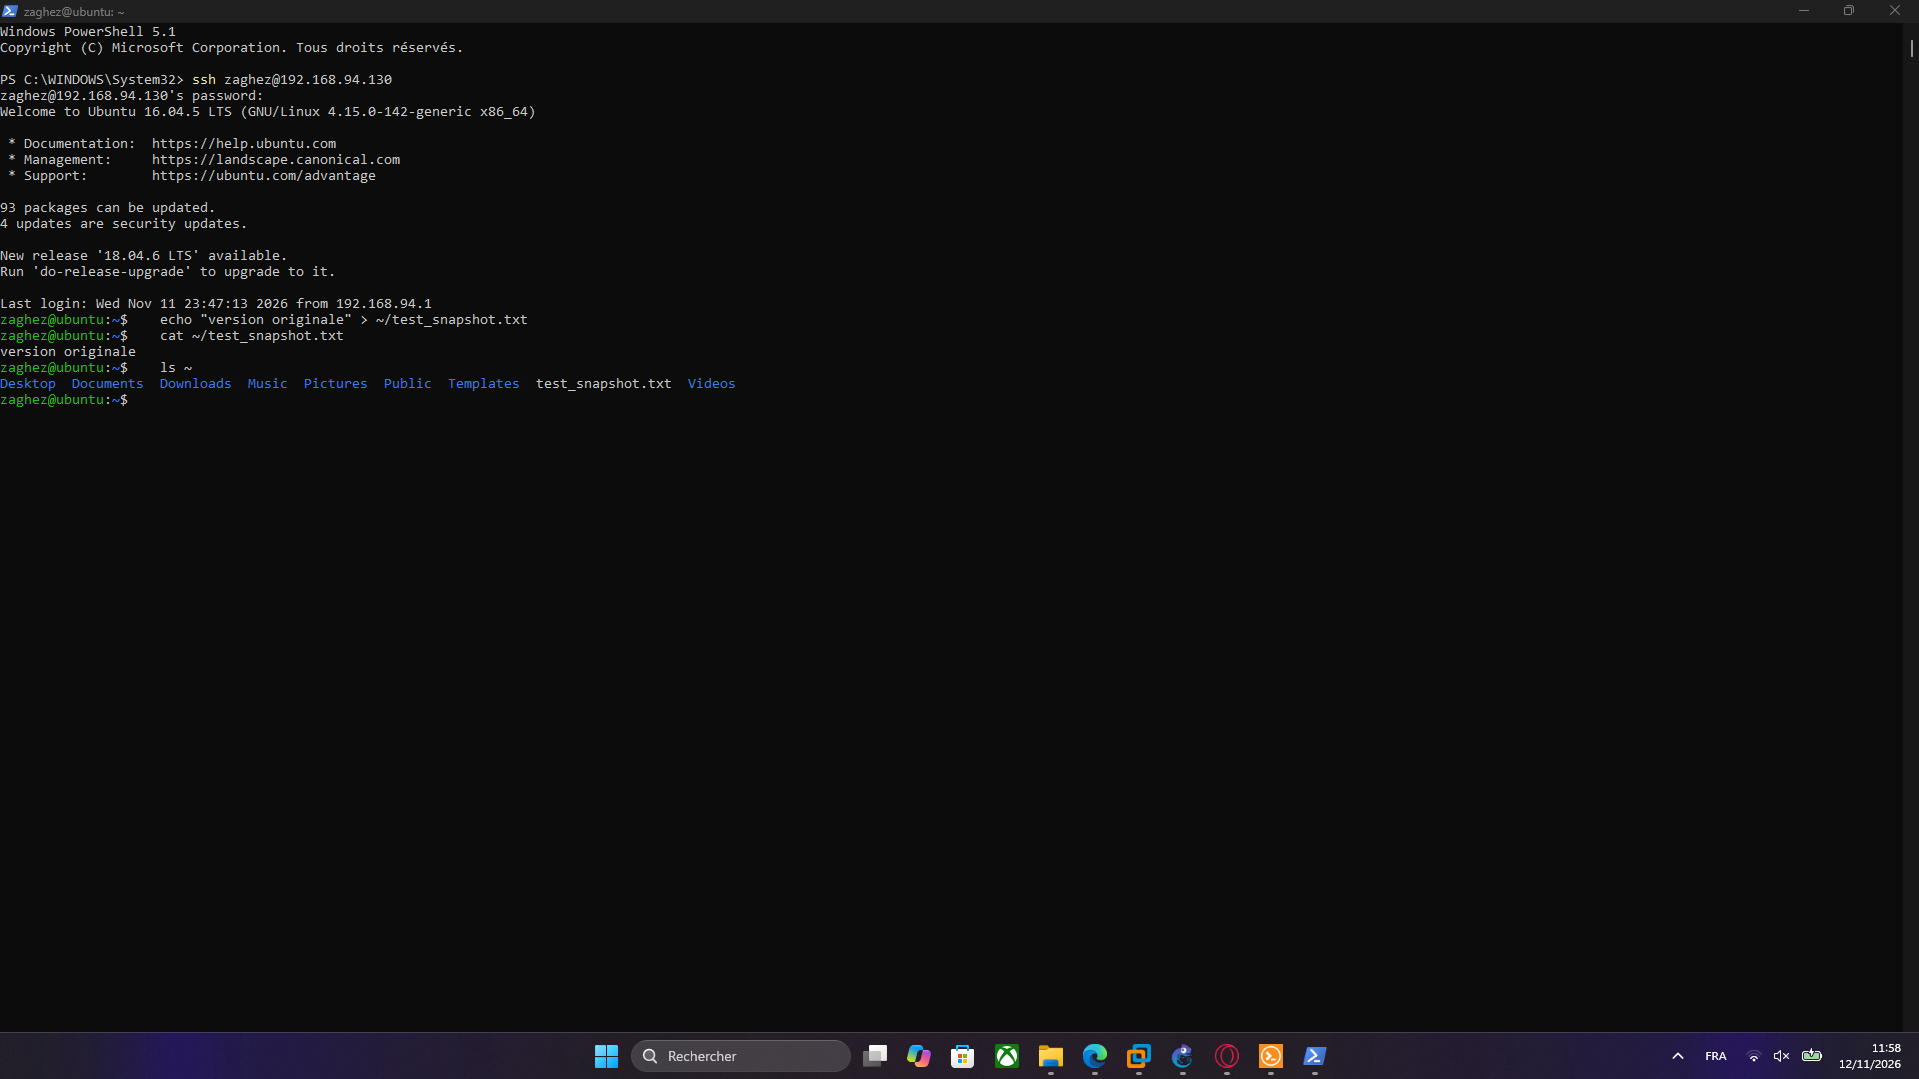 zaghez@ubuntu: ~
Windows PowerShell 5.1
Copyright (C) Microsoft Corporation. Tous droits réservés.
PS C:\WINDOWS\System32> ssh zaghez@192.168.94.130
zaghez@192.168.94.130's password:
Welcome to Ubuntu 16.04.5 LTS (GNU/Linux 4.15.0-142-generic x86_64)
* Documentation:  https://help.ubuntu.com
* Management:     https://landscape.canonical.com
* Support:        https://ubuntu.com/advantage
93 packages can be updated.
4 updates are security updates.
New release '18.04.6 LTS' available.
Run 'do-release-upgrade' to upgrade to it.
Last login: Wed Nov 11 23:47:13 2026 from 192.168.94.1
zaghez@ubuntu:~$    echo "version originale" > ~/test_snapshot.txt
zaghez@ubuntu:~$    cat ~/test_snapshot.txt
version originale
zaghez@ubuntu:~$    ls ~
Desktop  Documents  Downloads  Music  Pictures  Public  Templates  test_snapshot.txt  Videos
zaghez@ubuntu:~$
Rechercher
FRA
11:58
12/11/2026